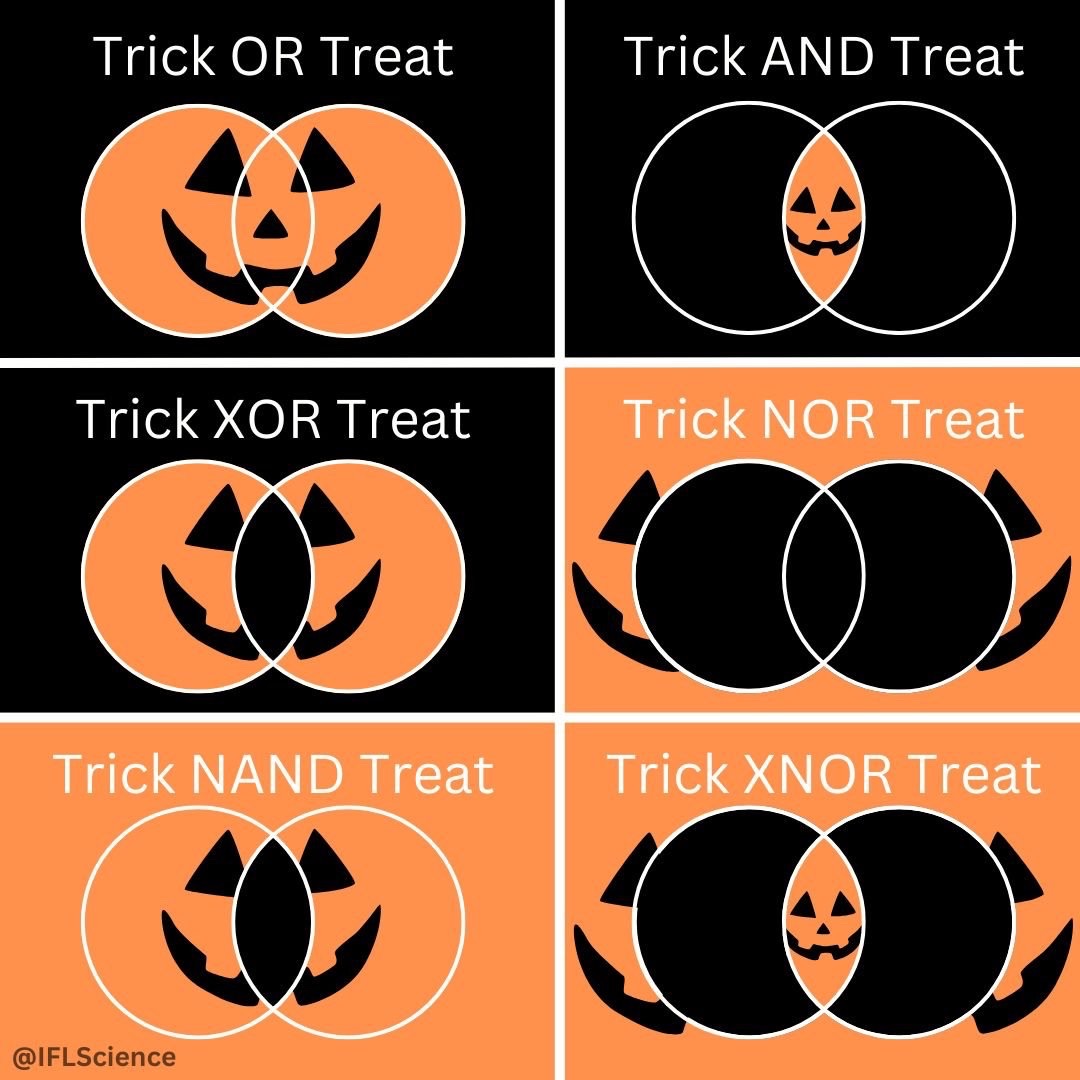 Trick OR Treat
Trick AND Treat
Trick XOR Treat
Trick NOR Treat
Trick NAND Treat
Trick XNOR Treat
@IFLScience